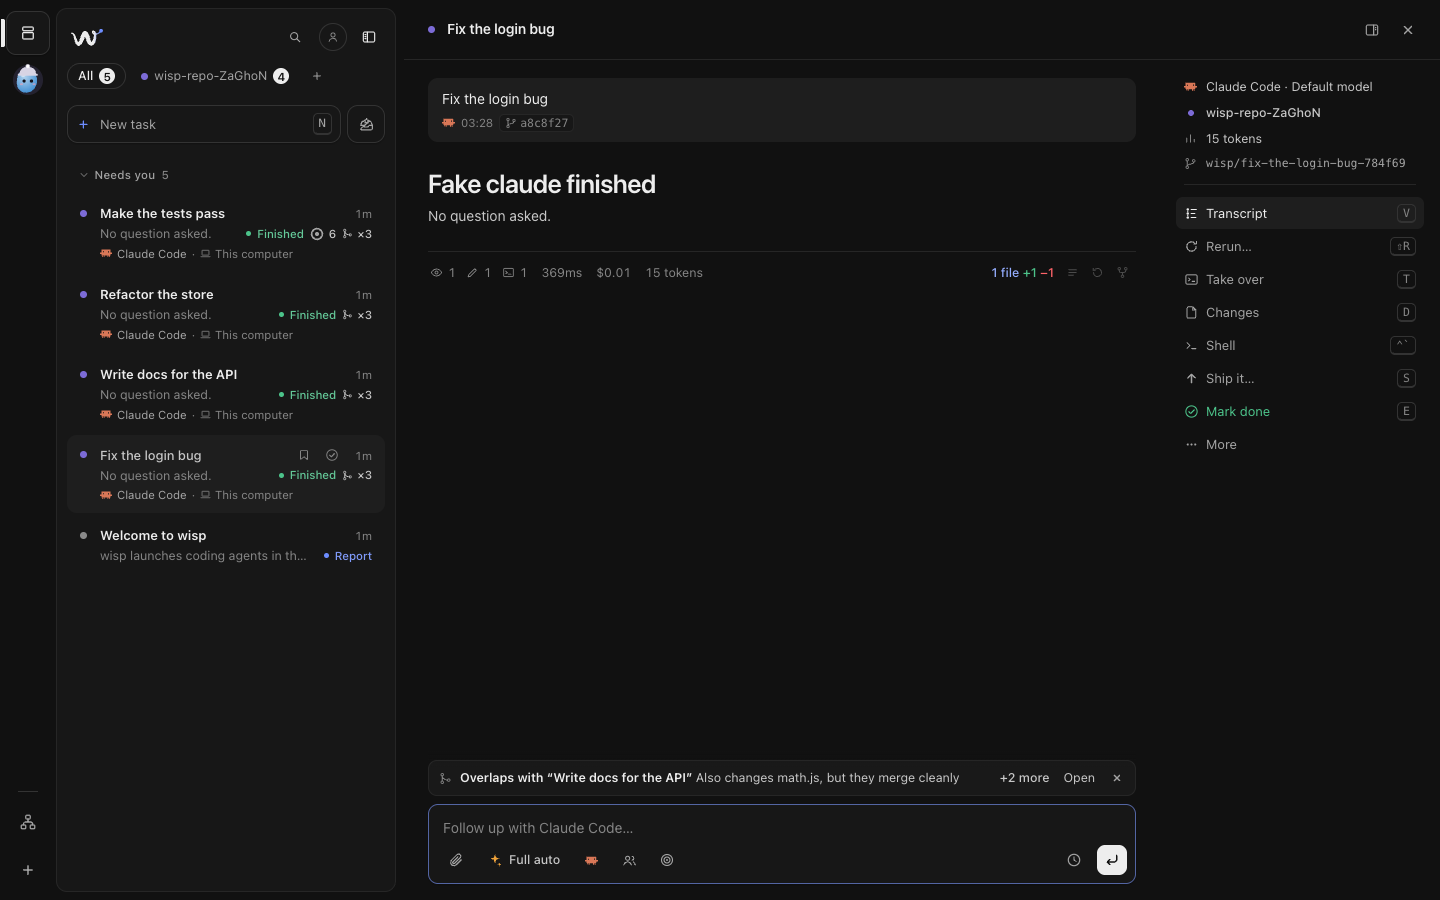 Fix the login bug
All 5
wisp-repo-ZaGhoN 4
New task N
Needs you 5
Make the tests pass 1m
No question asked. Finished 6 ×3
Claude Code · This computer
Refactor the store 1m
No question asked. Finished ×3
Claude Code · This computer
Write docs for the API 1m
No question asked. Finished ×3
Claude Code · This computer
Fix the login bug 1m
No question asked. Finished ×3
Claude Code · This computer
Welcome to wisp 1m
wisp launches coding agents in th... Report
Fix the login bug
03:28 a8c8f27
Fake claude finished
No question asked.
1 1 1 369ms $0.01 15 tokens 1 file +1 −1
Overlaps with “Write docs for the API” Also changes math.js, but they merge cleanly +2 more Open
Follow up with Claude Code...
Full auto
Claude Code · Default model
wisp-repo-ZaGhoN
15 tokens
wisp/fix-the-login-bug-784f69
Transcript V
Rerun... ⇧R
Take over T
Changes D
Shell ⌃`
Ship it... S
Mark done E
More